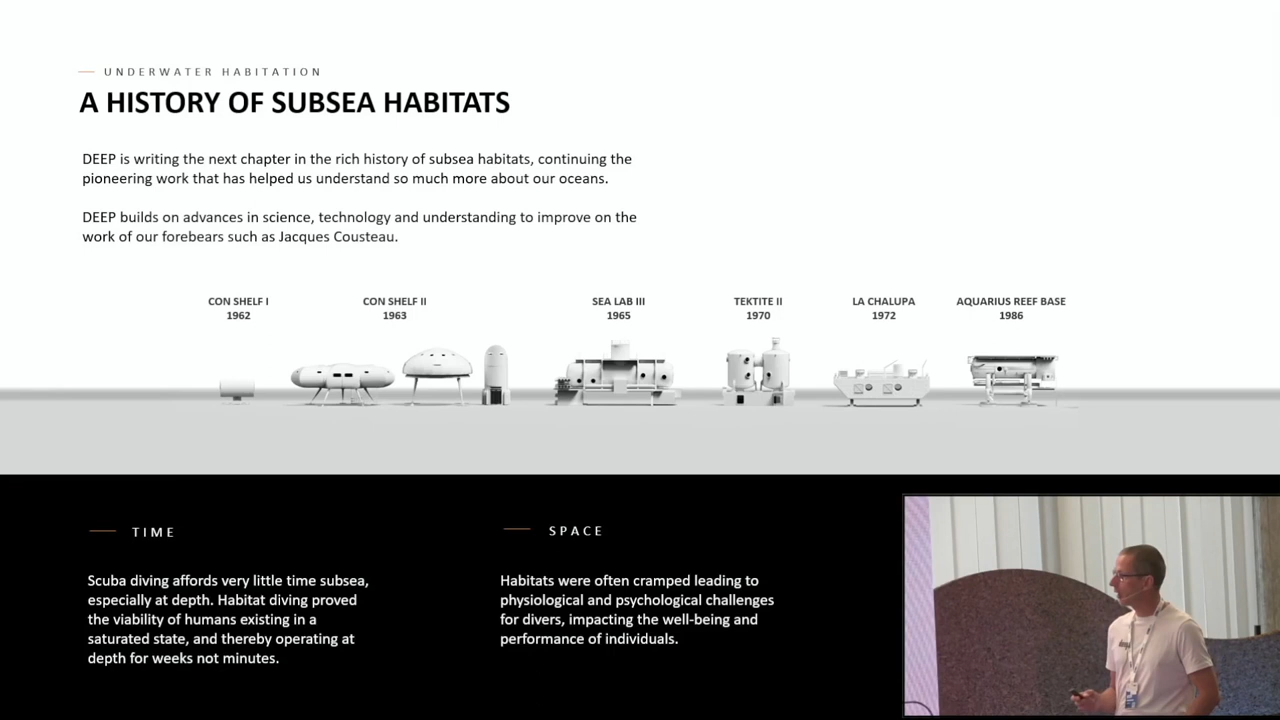 UNDERWATER HABITATION
A HISTORY OF SUBSEA HABITATS
DEEP is writing the next chapter in the rich history of subsea habitats, continuing the
pioneering work that has helped us understand so much more about our oceans.
DEEP builds on advances in science, technology and understanding to improve on the
work of our forebears such as Jacques Cousteau.
CON SHELF I
1962
CON SHELF II
1963
SEA LAB III
1965
TEKTITE II
1970
LA CHALUPA
1972
AQUARIUS REEF BASE
1986
TIME
Scuba diving affords very little time subsea,
especially at depth. Habitat diving proved
the viability of humans existing in a
saturated state, and thereby operating at
depth for weeks not minutes.
SPACE
Habitats were often cramped leading to
physiological and psychological challenges
for divers, impacting the well-being and
performance of individuals.